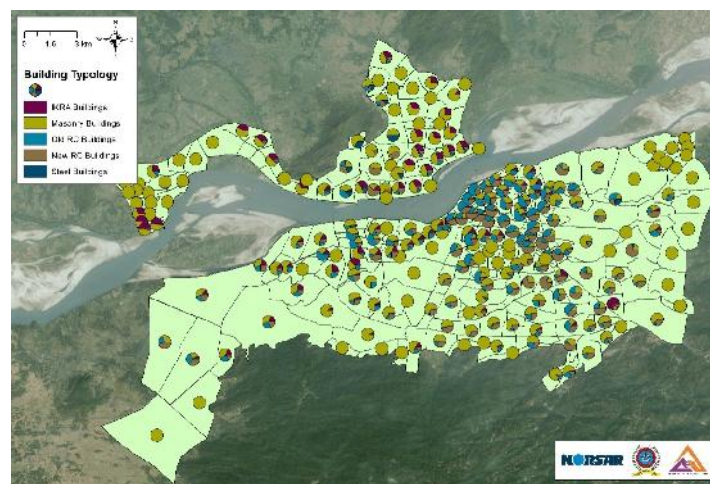 N
0 1.5 3 km
Building Typology
IKRA Buildings
Masonry Buildings
Old RC Buildings
New RC Buildings
Steel Buildings
NORSAR